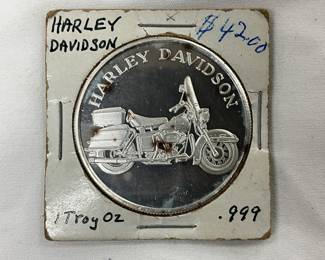 HARLEY
DAVIDSON
$42.00
HARLEY DAVIDSON
1 Troy oz
.999